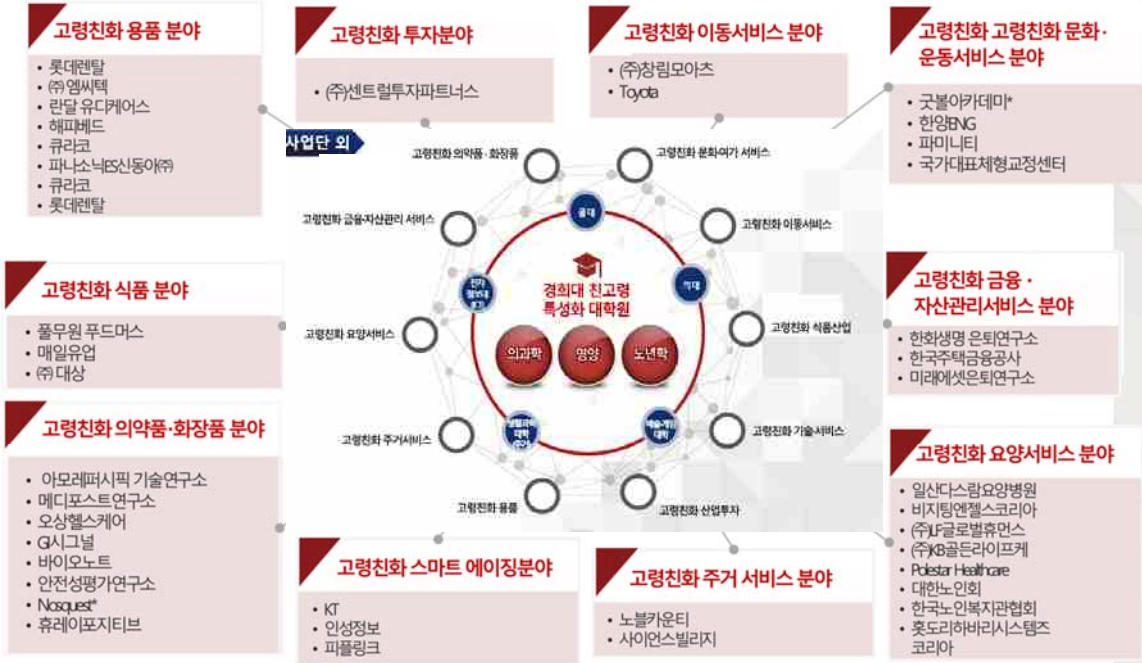 고령친화 용품 분야
• 롯데렌탈
• ㈜엠씨텍
• 란달 유디케어스
• 해피베드
• 큐라코
• 파나소닉ES신동아㈜
• 큐라코
• 롯데렌탈
고령친화 투자분야
• (주)센트럴투자파트너스
고령친화 이동서비스 분야
• (주)창림모아츠
• Toyota
고령친화 고령친화 문화·
운동서비스 분야
• 굿볼아카데미*
• 한양ENG
• 파미니티
• 국가대표체형교정센터
고령친화 식품 분야
• 풀무원 푸드머스
• 매일유업
• ㈜ 대상
고령친화 의약품·화장품 분야
• 아모레퍼시픽 기술연구소
• 메디포스트연구소
• 오상헬스케어
• GI시그널
• 바이오노트
• 안전성평가연구소
• Nosquest*
• 휴레이포지티브
사업단 외
고령친화 의약품·화장품
고령친화 문화·여가 서비스
고령친화 금융·자산관리 서비스
고령친화 이동서비스
고령친화 요양서비스
고령친화 식품산업
고령친화 주거서비스
고령친화 기술·서비스
고령친화 용품
고령친화 산업투자
전자
정보대
약대
경희대 친고령
특성화 대학원
의과학
영양
노년학
생활과학
대학
예술·
대학
고령친화 금융·
자산관리서비스 분야
• 한화생명 은퇴연구소
• 한국주택금융공사
• 미래에셋은퇴연구소
고령친화 요양서비스 분야
• 일산다스람요양병원
• 비지팅엔젤스코리아
• (주)LF글로벌휴먼스
• (주)KB골든라이프케
• Polestar Healthcare
• 대한노인회
• 한국노인복지관협회
• 홋도리하바리시스템즈
코리아
고령친화 스마트 에이징분야
• KT
• 인성정보
• 피플링크
고령친화 주거 서비스 분야
• 노블카운티
• 사이언스빌리지